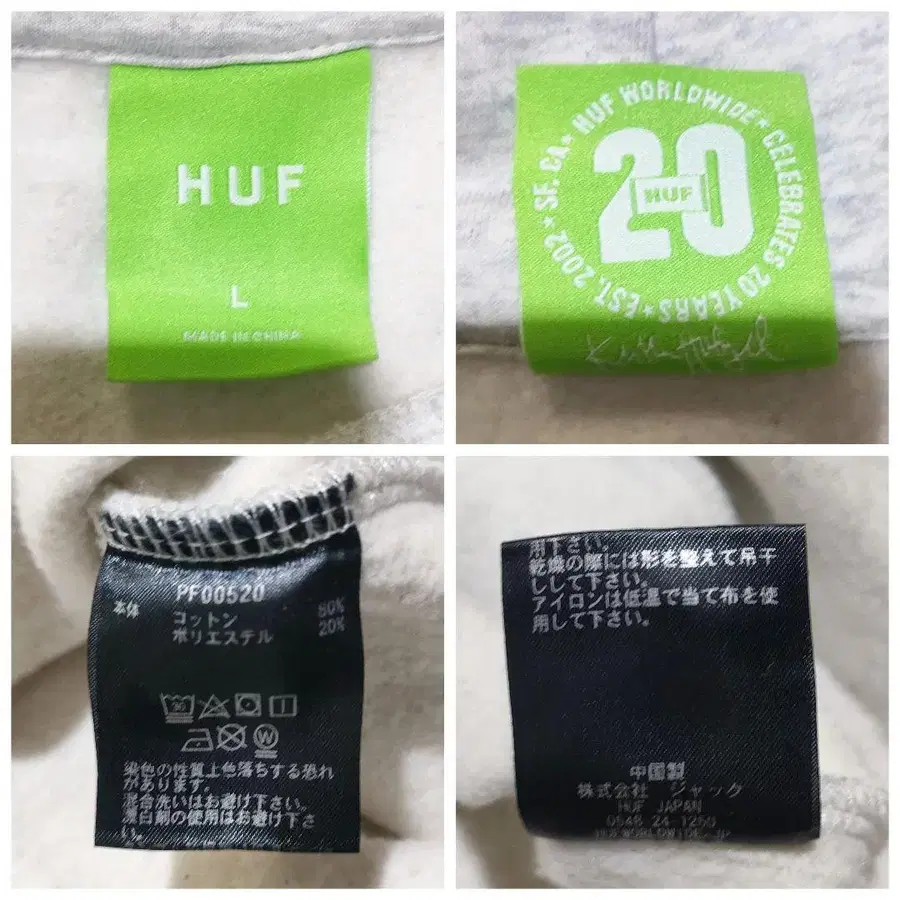 HUF
L
MADE IN CHINA
EST. 2002 ★ SF. CA ★ HUF WORLDWIDE ★ CELEBRATES 20 YEARS ★
20
HUF
PF00520
本体 コットン 80%
ポリエステル 20%
染色の性質上色落ちする恐れ
があります。
混合洗いはお避け下さい。
漂白剤の使用はお避け下さ
い。
用下さい。
乾燥の際には形を整えて吊干
しして下さい。
アイロンは低温で当て布を使
用して下さい。
中国製
株式会社 ジャック
HUF JAPAN
0548 24-1250
HUFWORLDWIDE.JP